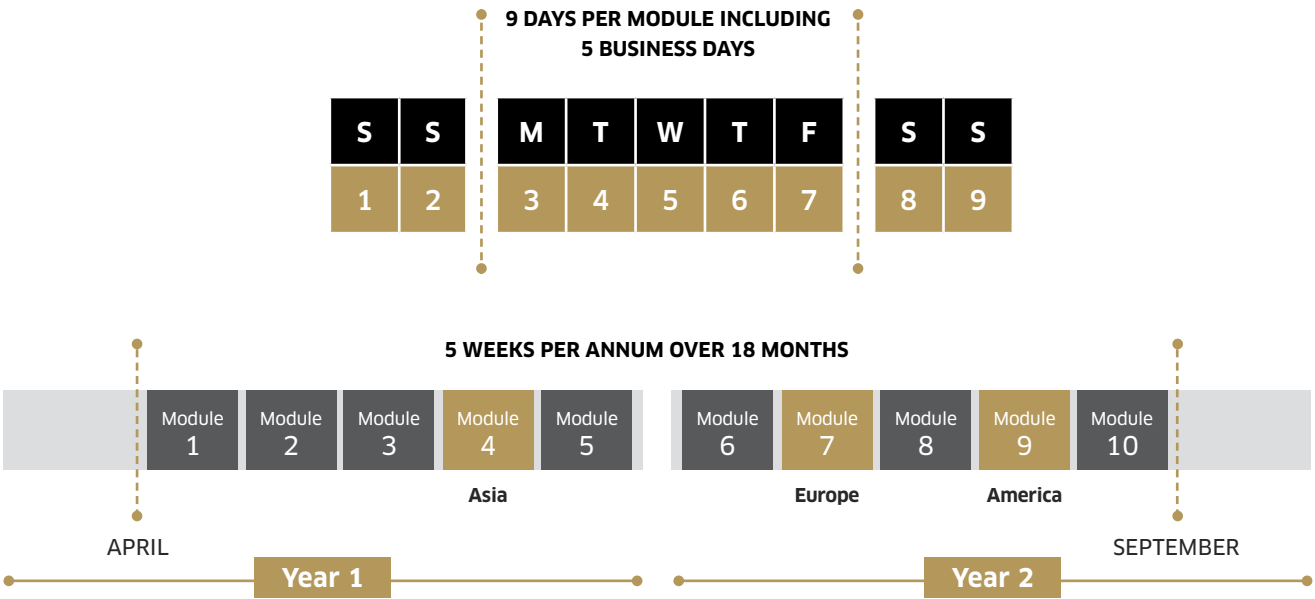 9 DAYS PER MODULE INCLUDING
5 BUSINESS DAYS
S S M T W T F S S
1 2 3 4 5 6 7 8 9
5 WEEKS PER ANNUM OVER 18 MONTHS
Module Module Module Module Module Module Module Module Module Module
1 2 3 4 5 6 7 8 9 10
Asia Europe America
APRIL SEPTEMBER
Year 1 Year 2